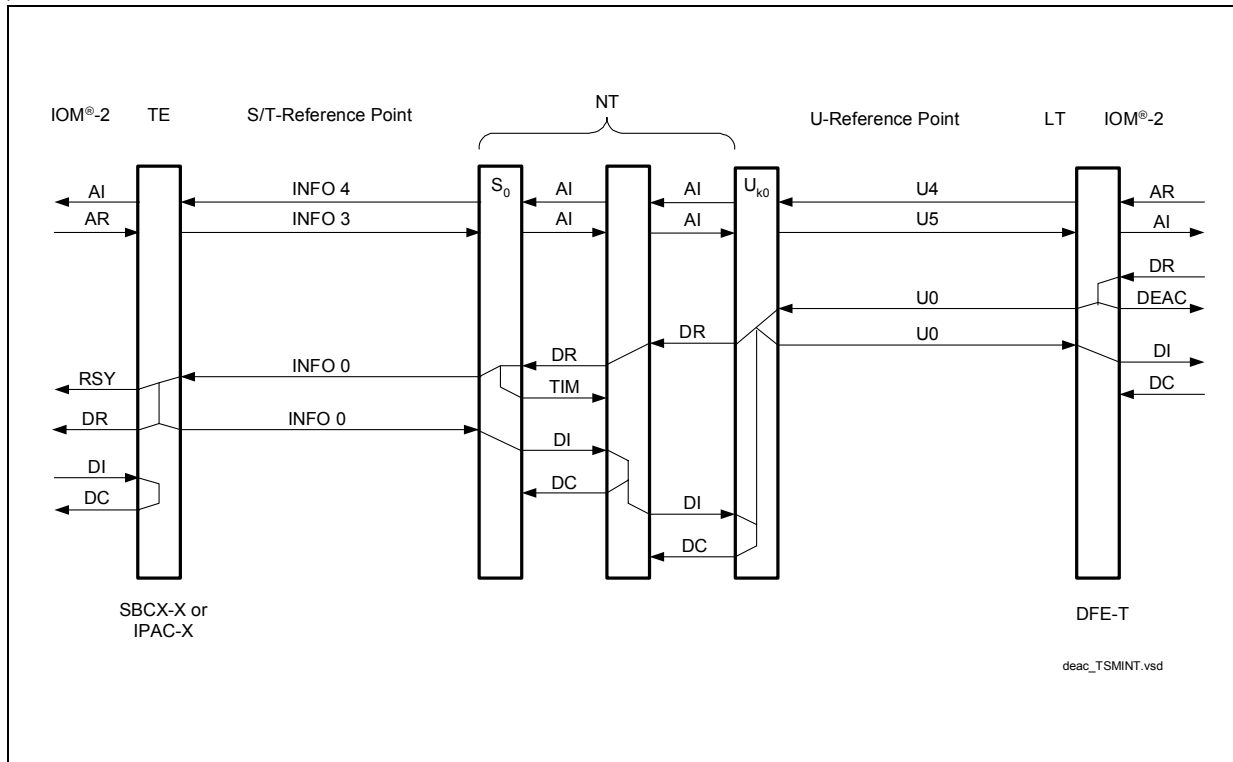 NT
IOM®-2 TE S/T-Reference Point U-Reference Point LT IOM®-2
AI INFO 4 S0 AI AI Uk0 U4 AR
AR INFO 3 AI AI U5 AI
DR
U0 DEAC
DR U0
DR DI
INFO 0
RSY TIM DC
DR INFO 0
DI
DI
DC DC
DI
DC
SBCX-X or
IPAC-X
DFE-T
deac_TSMINT.vsd